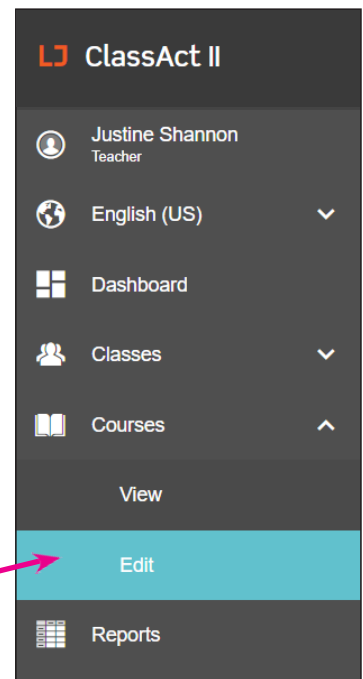 LJ ClassAct II
Justine Shannon
Teacher
English (US)
Dashboard
Classes
Courses
View
Edit
Reports